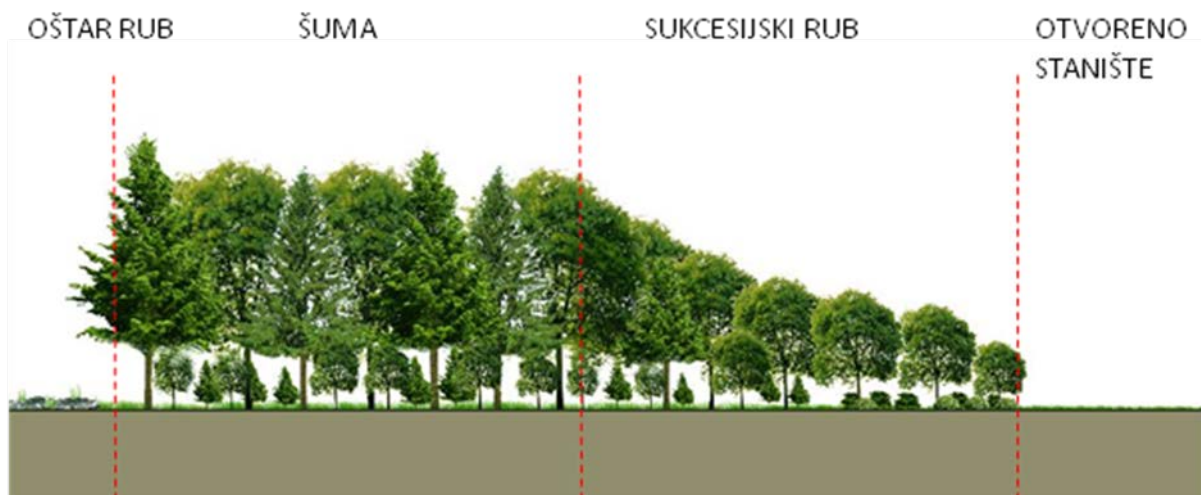 OŠTAR RUB
ŠUMA
SUKCESIJSKI RUB
OTVORENO
STANIŠTE